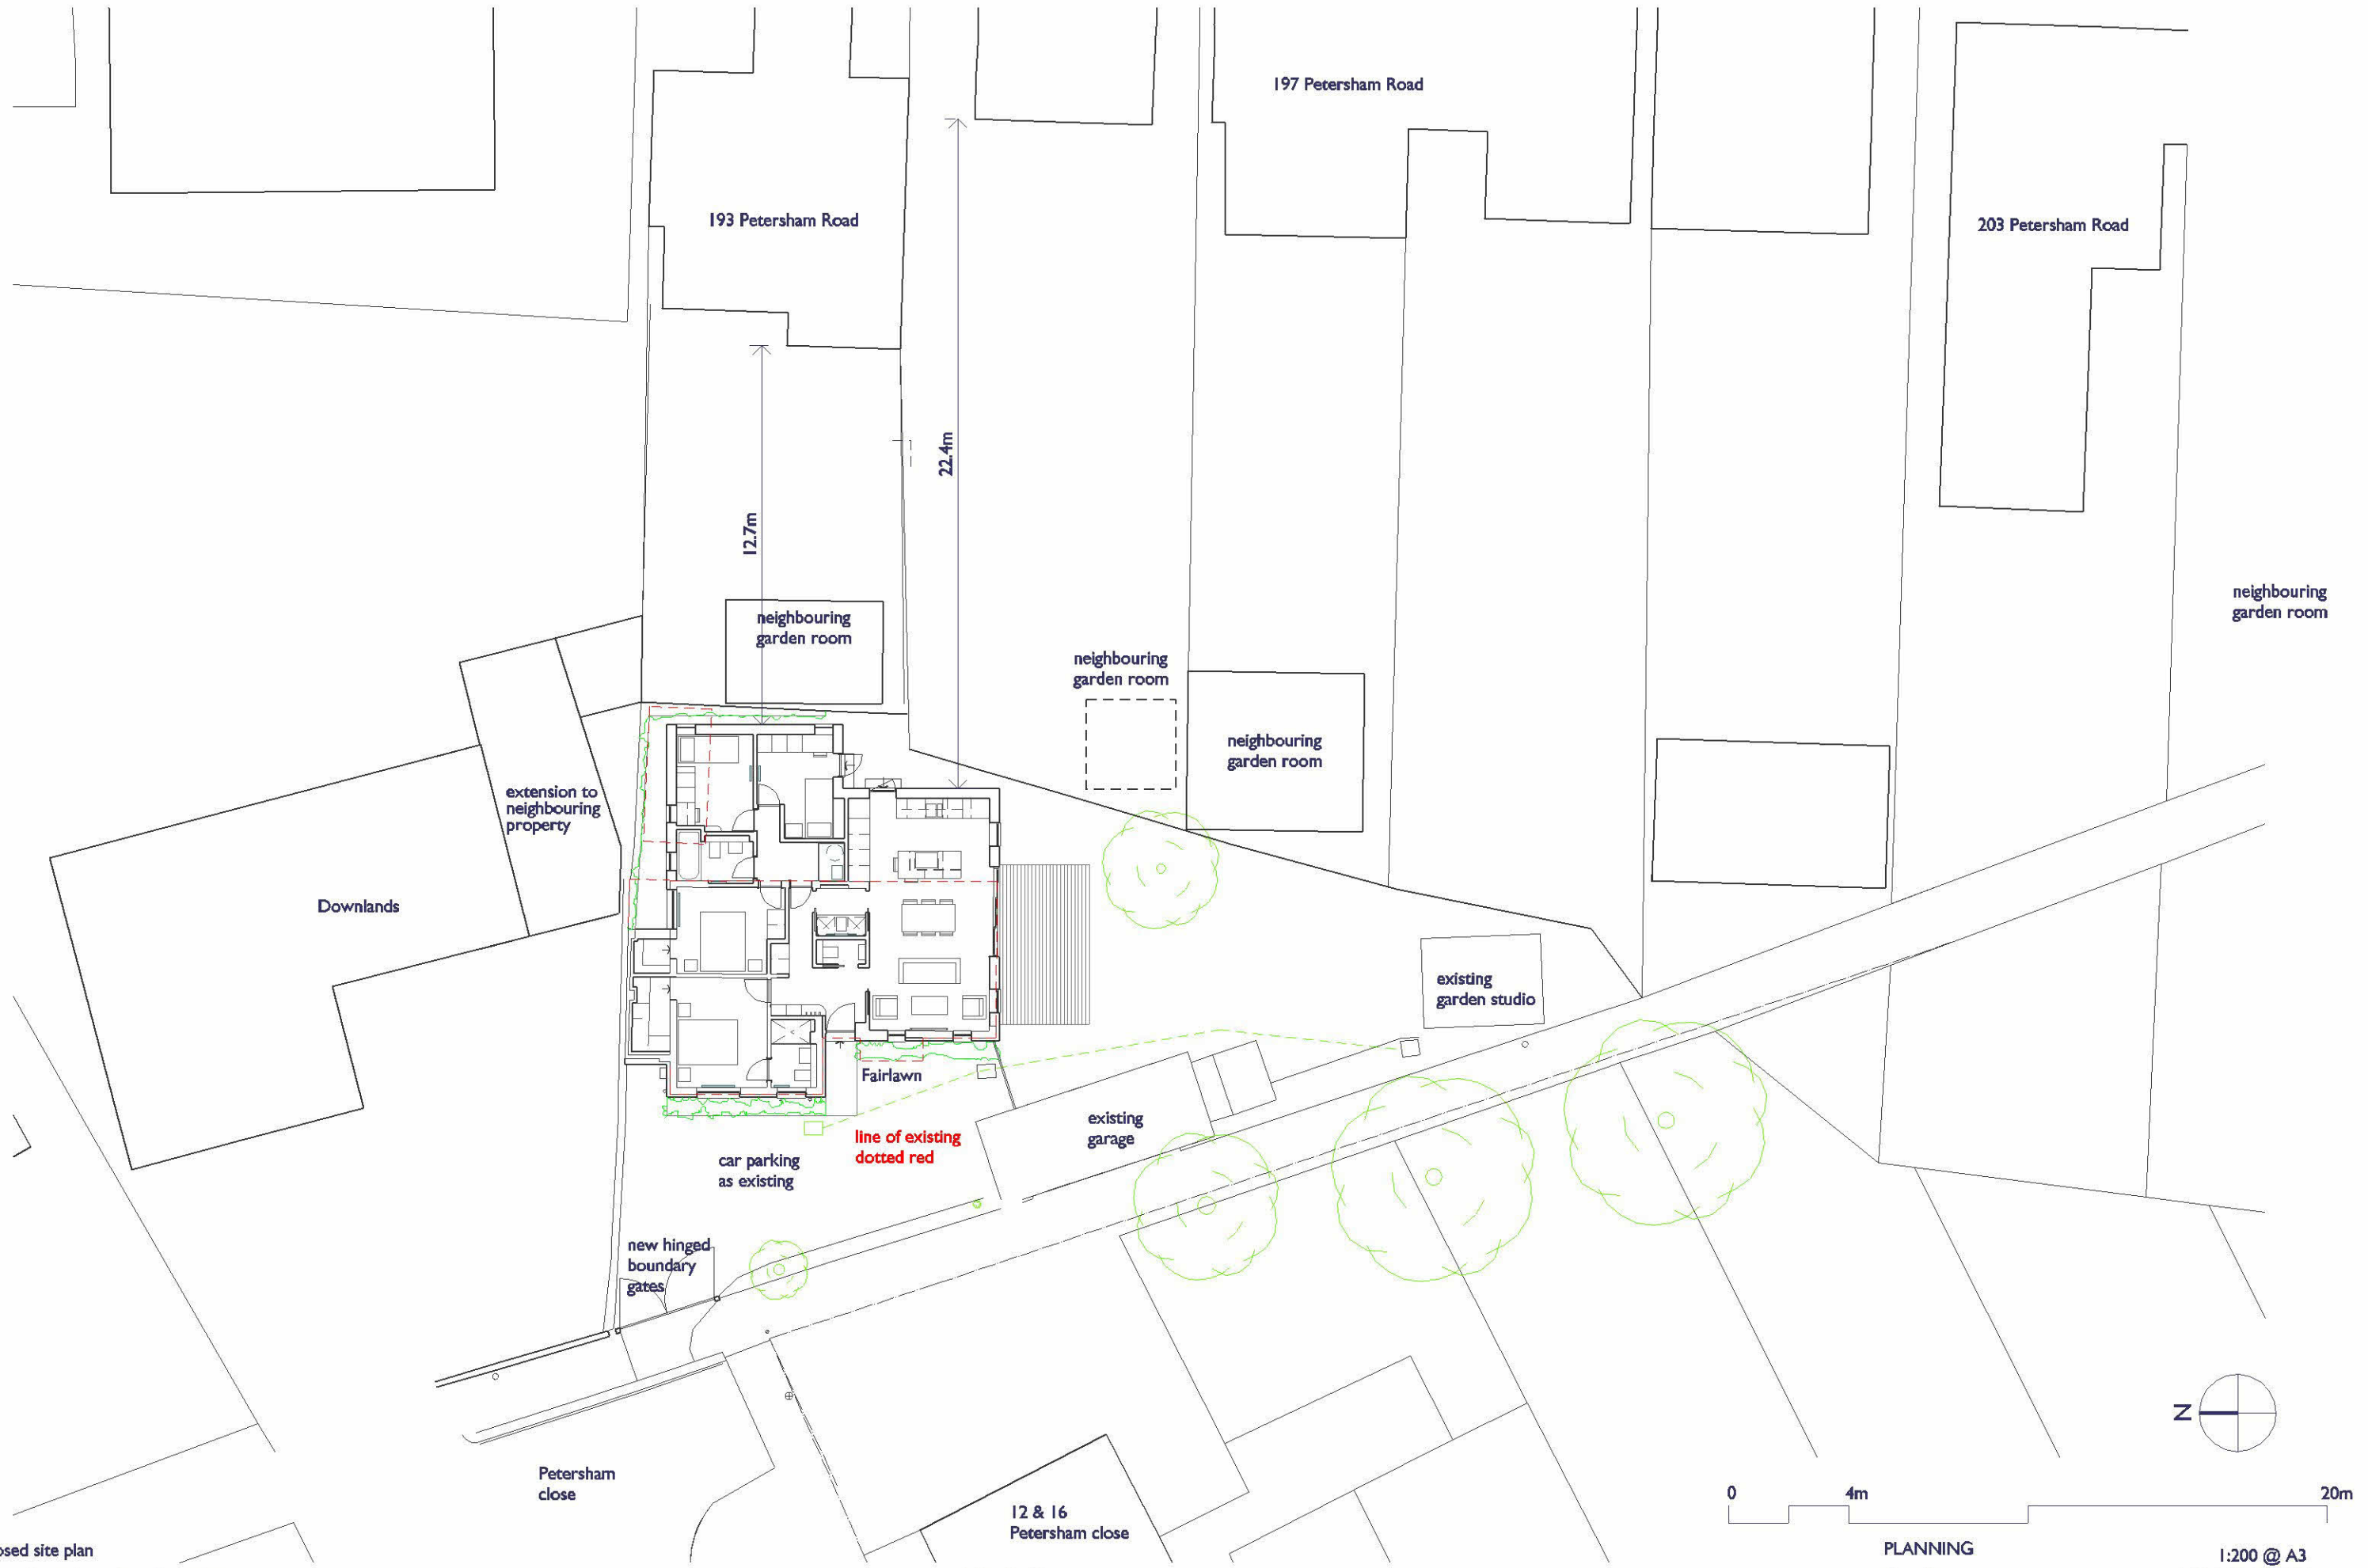 197 Petersham Road
193 Petersham Road
203 Petersham Road
22.4m
12.7m
neighbouring
garden room
neighbouring
garden room
neighbouring
garden room
neighbouring
garden room
extension to
neighbouring
property
Downlands
existing
garden studio
Fairlawn
existing
garage
line of existing
dotted red
car parking
as existing
new hinged
boundary
gates
N
Petersham
close
12 & 16
Petersham close
0
4m
20m
PLANNING
1:200 @ A3
osed site plan